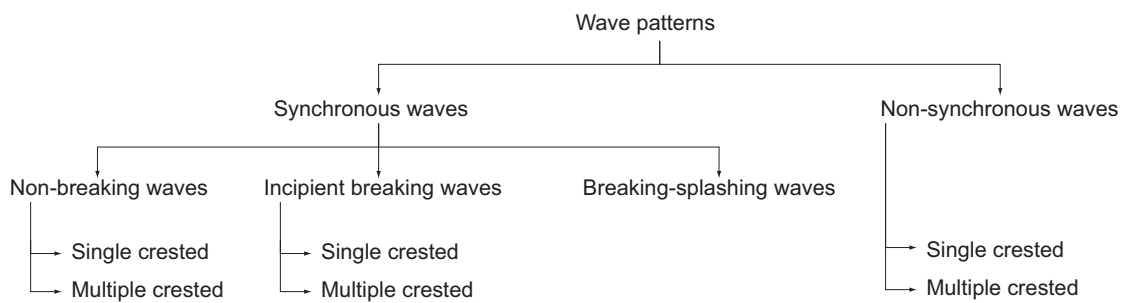 Wave patterns
Synchronous waves
Non-synchronous waves
Non-breaking waves
Incipient breaking waves
Breaking-splashing waves
Single crested
Multiple crested
Single crested
Multiple crested
Single crested
Multiple crested